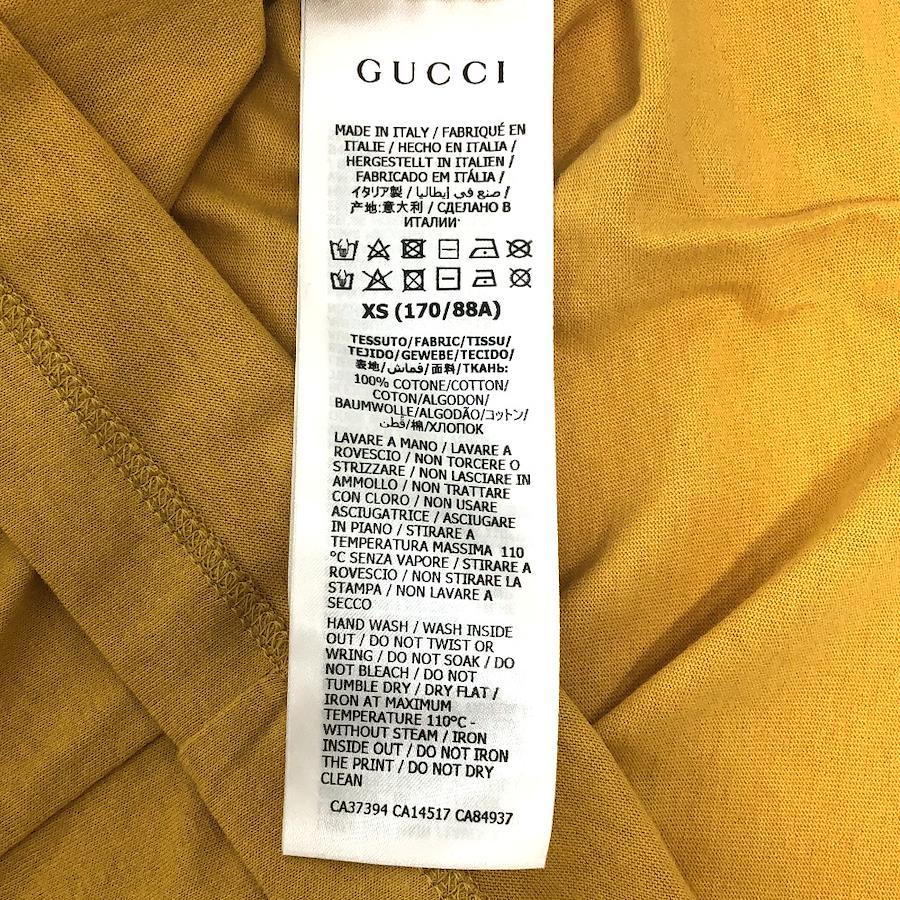 GUCCI
MADE IN ITALY / FABRIQUÉ EN
ITALIE / HECHO EN ITALIA /
HERGESTELLT IN ITALIEN /
FABRICADO EM ITÁLIA /
イタリア製 / صنع في إيطاليا /
产地:意大利 / СДЕЛАНО В
ИТАЛИИ
XS (170/88A)
TESSUTO/FABRIC/TISSU/
TEJIDO/GEWEBE/TECIDO/
表地/قماش/面料/ТКАНЬ:
100% COTONE/COTTON/
COTON/ALGODON/
BAUMWOLLE/ALGODÃO/コットン/
قطن/棉/ХЛОПОК
LAVARE A MANO / LAVARE A
ROVESCIO / NON TORCERE O
STRIZZARE / NON LASCIARE IN
AMMOLLO / NON TRATTARE
CON CLORO / NON USARE
ASCIUGATRICE / ASCIUGARE
IN PIANO / STIRARE A
TEMPERATURA MASSIMA 110
°C SENZA VAPORE / STIRARE A
ROVESCIO / NON STIRARE LA
STAMPA / NON LAVARE A
SECCO
HAND WASH / WASH INSIDE
OUT / DO NOT TWIST OR
WRING / DO NOT SOAK / DO
NOT BLEACH / DO NOT
TUMBLE DRY / DRY FLAT /
IRON AT MAXIMUM
TEMPERATURE 110°C -
WITHOUT STEAM / IRON
INSIDE OUT / DO NOT IRON
THE PRINT / DO NOT DRY
CLEAN
CA37394 CA14517 CA84937